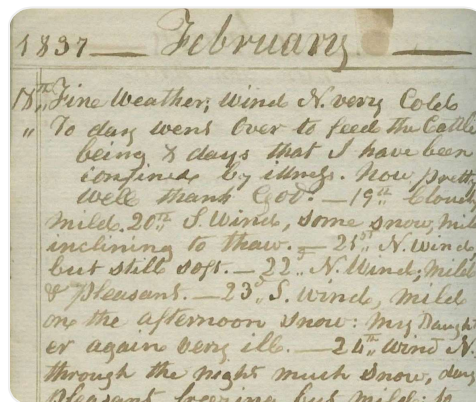 1837 — February —
18th,, Fine Weather; Wind N. very Cold
" To day went Over to feed the Cattle
being 8 days that I have been
confined by illness. Now pretty
well thank God. — 19th Cloudy
mild. 20th S. Wind, some snow, mild
inclining to thaw. — 21st N. Wind
but still soft. — 22d N. Wind; Mild
& Pleasant. — 23d S. Wind, mild
on the afternoon Snow: My Daught
er again very ill. — 24th Wind N.
through the night much Snow, day
pleasant freezing but mild: to